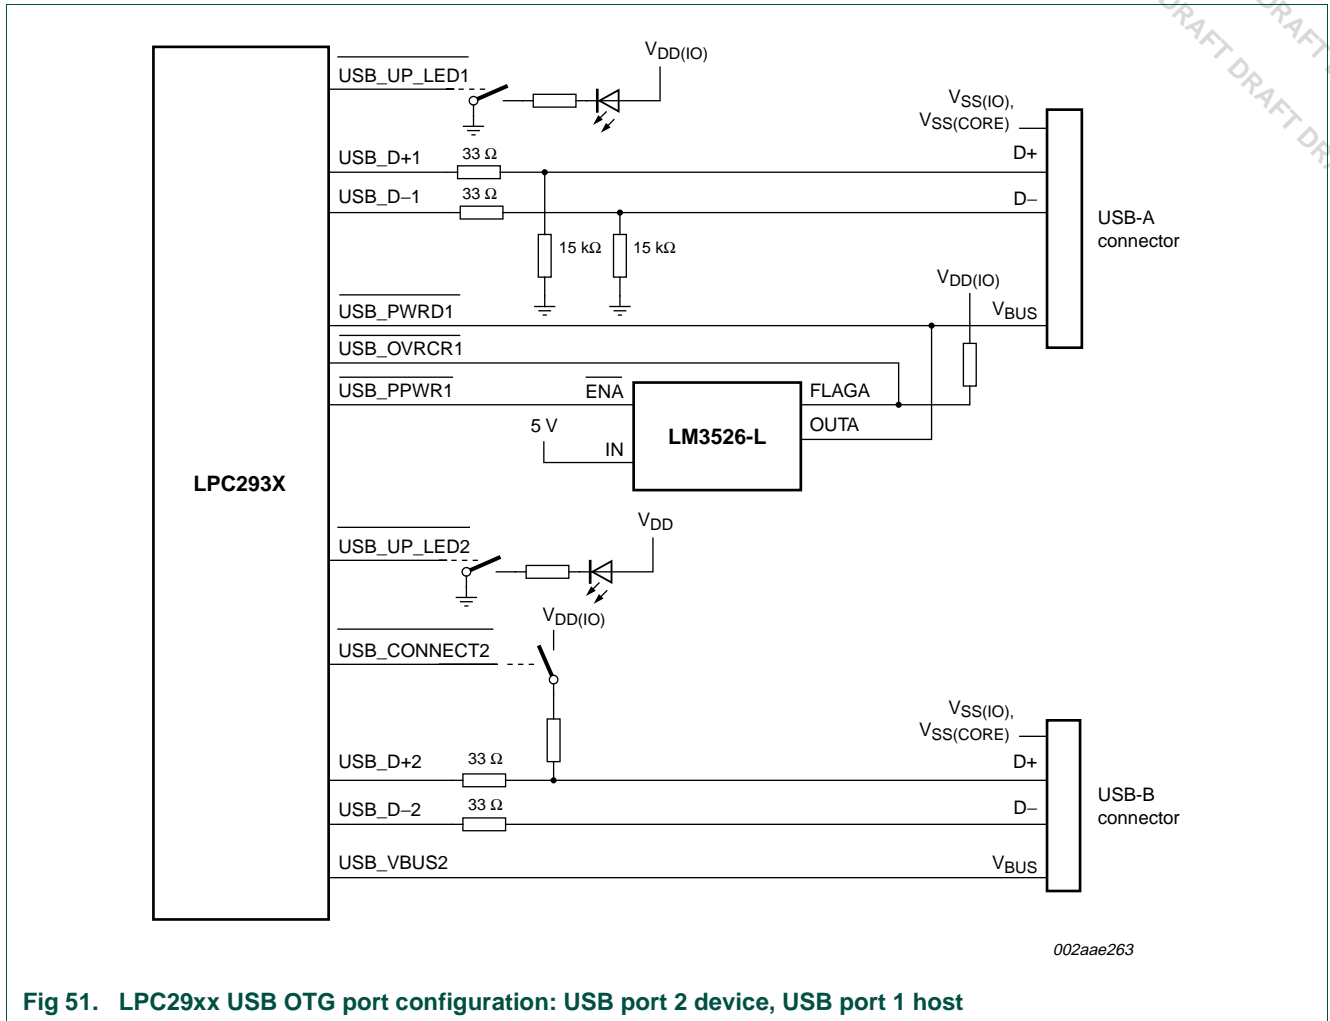 DRAFT DRAFT DR
DRAFT
USB_UP_LED1
VDD(IO)
VSS(IO),
VSS(CORE)
USB_D+1
33 Ω
D+
USB_D−1
33 Ω
D−
USB-A
connector
15 kΩ
15 kΩ
VDD(IO)
USB_PWRD1
VBUS
USB_OVRCR1
USB_PPWR1
ENA
FLAGA
5 V
LM3526-L
OUTA
IN
LPC293X
VDD
USB_UP_LED2
VDD(IO)
USB_CONNECT2
VSS(IO),
VSS(CORE)
USB_D+2
33 Ω
D+
USB-B
connector
USB_D−2
33 Ω
D−
USB_VBUS2
VBUS
002aae263
Fig 51. LPC29xx USB OTG port configuration: USB port 2 device, USB port 1 host